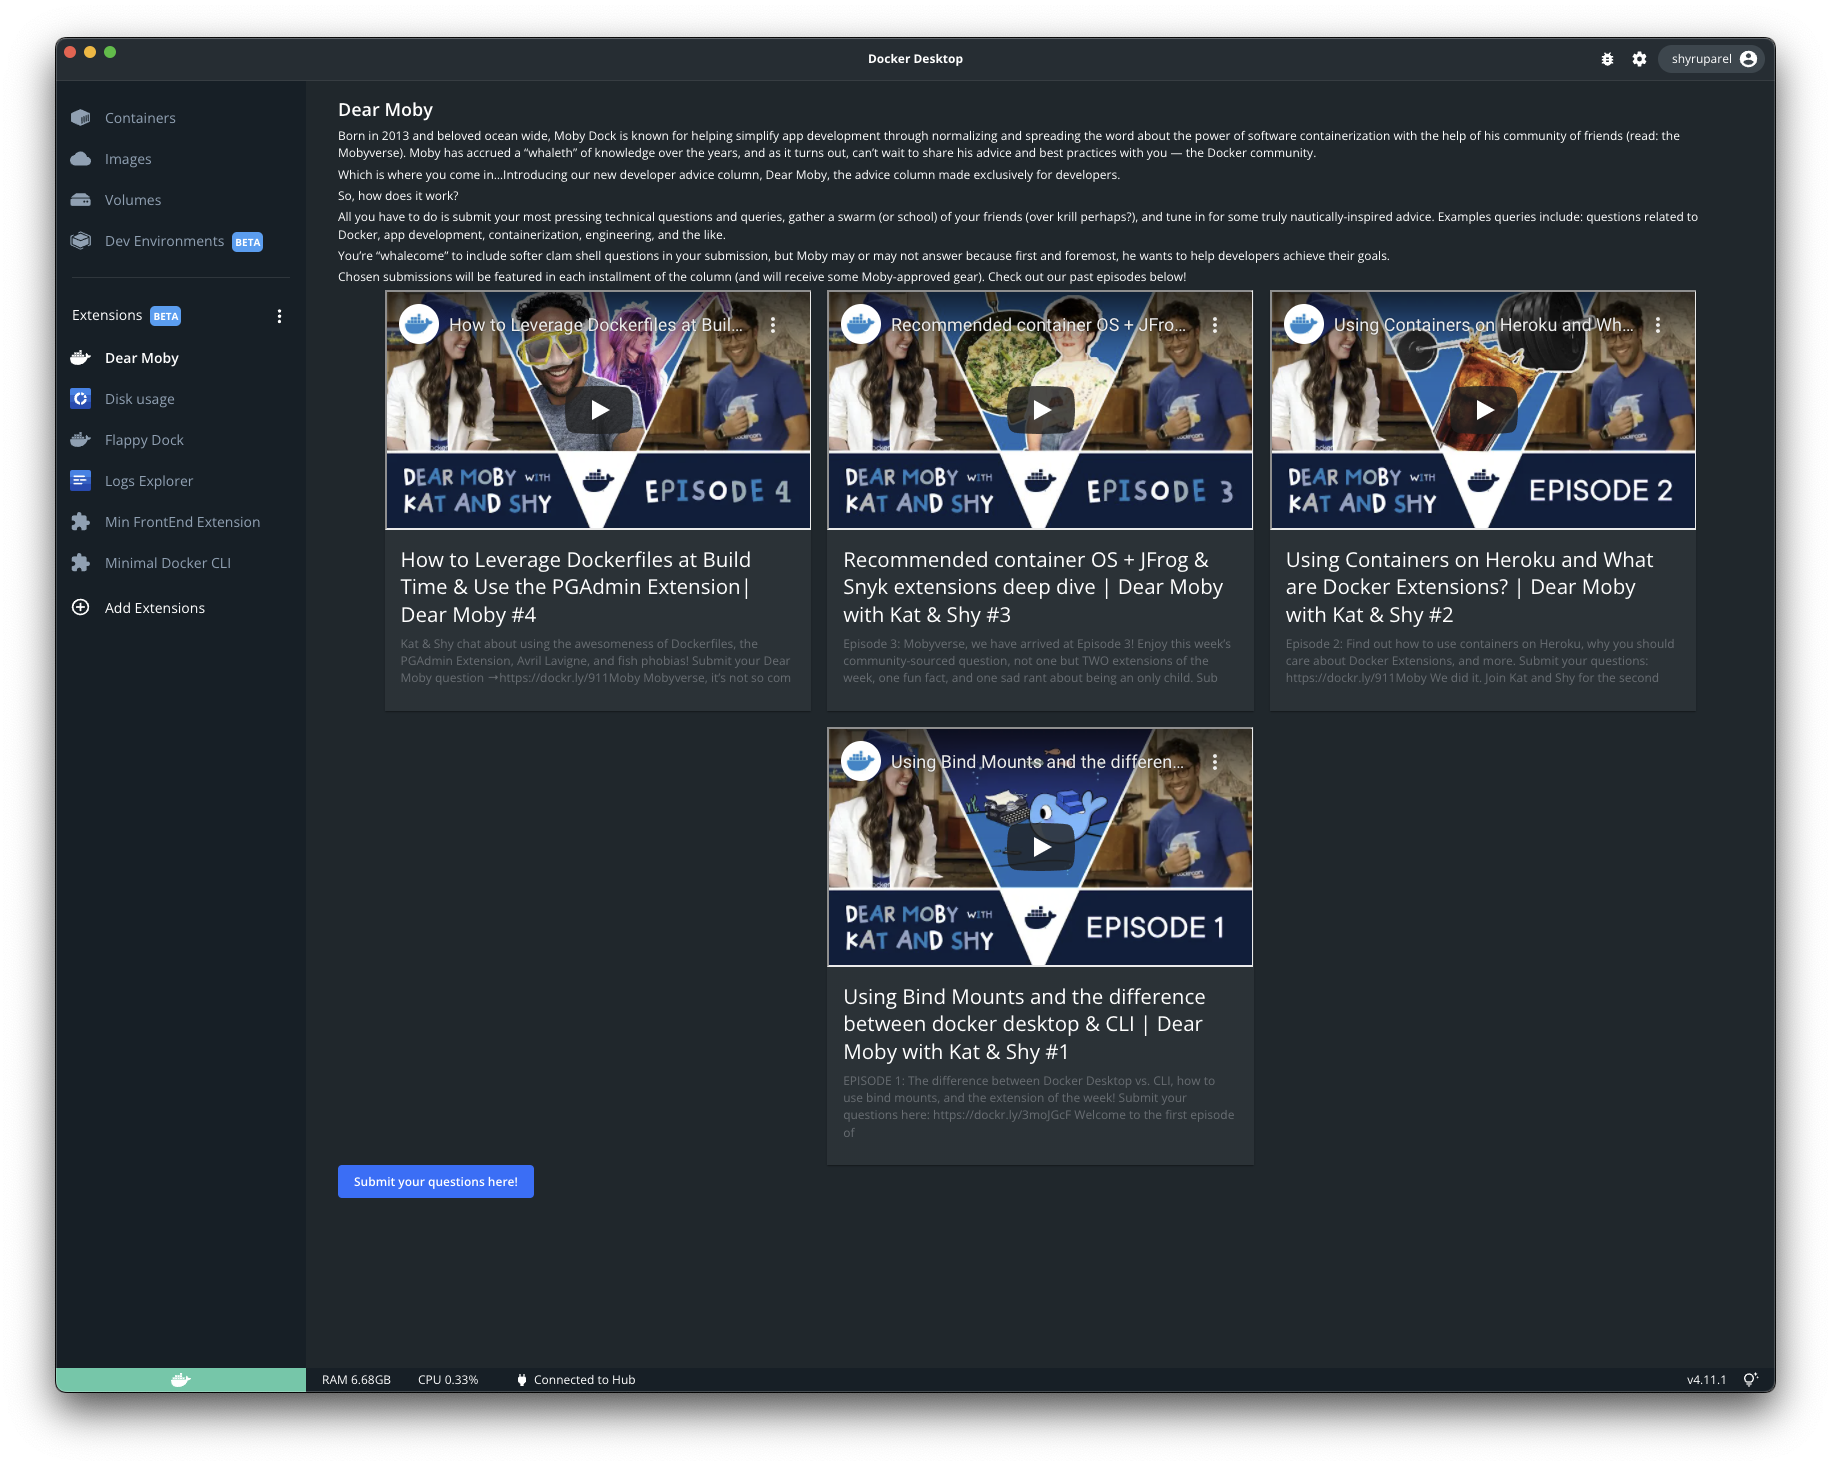 Docker Desktop
shyruparel
Containers
Images
Volumes
Dev Environments BETA
Extensions BETA
Dear Moby
Disk usage
Flappy Dock
Logs Explorer
Min FrontEnd Extension
Minimal Docker CLI
Add Extensions
Dear Moby
Born in 2013 and beloved ocean wide, Moby Dock is known for helping simplify app development through normalizing and spreading the word about the power of software containerization with the help of his community of friends (read: the
Mobyverse). Moby has accrued a “whaleth” of knowledge over the years, and as it turns out, can’t wait to share his advice and best practices with you — the Docker community.
Which is where you come in...Introducing our new developer advice column, Dear Moby, the advice column made exclusively for developers.
So, how does it work?
All you have to do is submit your most pressing technical questions and queries, gather a swarm (or school) of your friends (over krill perhaps?), and tune in for some truly nautically-inspired advice. Examples queries include: questions related to
Docker, app development, containerization, engineering, and the like.
You’re “whalecome” to include softer clam shell questions in your submission, but Moby may or may not answer because first and foremost, he wants to help developers achieve their goals.
Chosen submissions will be featured in each installment of the column (and will receive some Moby-approved gear). Check out our past episodes below!
How to Leverage Dockerfiles at Buil...
DEAR MOBY WITH
KAT AND SHY
EPISODE 4
How to Leverage Dockerfiles at Build
Time & Use the PGAdmin Extension|
Dear Moby #4
Kat & Shy chat about using the awesomeness of Dockerfiles, the
PGAdmin Extension, Avril Lavigne, and fish phobias! Submit your Dear
Moby question →https://dockr.ly/911Moby Mobyverse, it’s not so com
Recommended container OS + JFro...
DEAR MOBY WITH
KAT AND SHY
EPISODE 3
Recommended container OS + JFrog &
Snyk extensions deep dive | Dear Moby
with Kat & Shy #3
Episode 3: Mobyverse, we have arrived at Episode 3! Enjoy this week’s
community-sourced question, not one but TWO extensions of the
week, one fun fact, and one sad rant about being an only child. Sub
Using Containers on Heroku and Wh...
DEAR MOBY WITH
KAT AND SHY
EPISODE 2
Using Containers on Heroku and What
are Docker Extensions? | Dear Moby
with Kat & Shy #2
Episode 2: Find out how to use containers on Heroku, why you should
care about Docker Extensions, and more. Submit your questions:
https://dockr.ly/911Moby We did it. Join Kat and Shy for the second
Using Bind Mounts and the differen...
DEAR MOBY WITH
KAT AND SHY
EPISODE 1
Using Bind Mounts and the difference
between docker desktop & CLI | Dear
Moby with Kat & Shy #1
EPISODE 1: The difference between Docker Desktop vs. CLI, how to
use bind mounts, and the extension of the week! Submit your
questions here: https://dockr.ly/3moJGcF Welcome to the first episode
of
Submit your questions here!
RAM 6.68GB
CPU 0.33%
Connected to Hub
v4.11.1